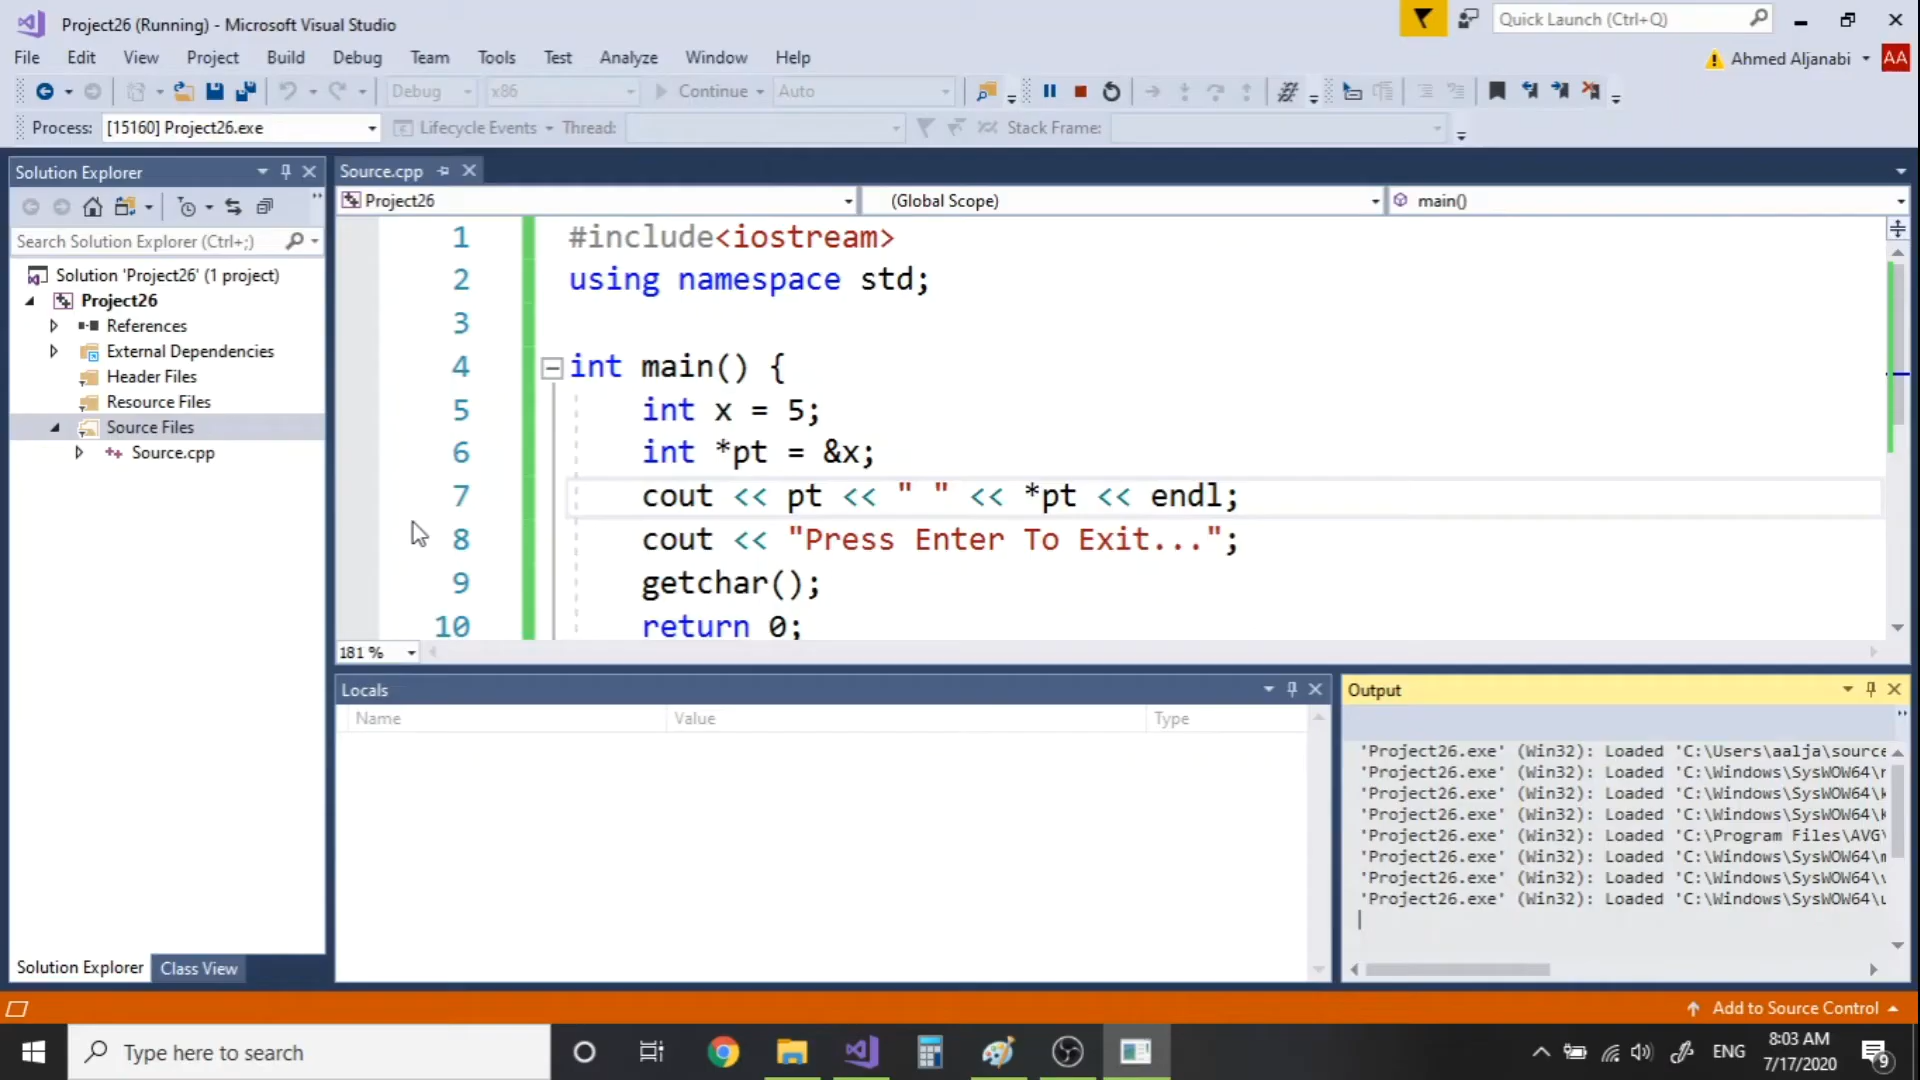 Project26 (Running) - Microsoft Visual Studio
Quick Launch (Ctrl+Q)
File Edit View Project Build Debug Team Tools Test Analyze Window Help
Ahmed Aljanabi AA
Debug x86 Continue Auto
Process: [15160] Project26.exe Lifecycle Events Thread: Stack Frame:
Solution Explorer
Search Solution Explorer (Ctrl+;)
Solution 'Project26' (1 project)
Project26
References
External Dependencies
Header Files
Resource Files
Source Files
Source.cpp
Solution Explorer Class View
Source.cpp
Project26 (Global Scope) main()
1 #include<iostream>
2 using namespace std;
3
4 int main() {
5 int x = 5;
6 int *pt = &x;
7 cout << pt << " " << *pt << endl;
8 cout << "Press Enter To Exit...";
9 getchar();
10 return 0;
181 %
Locals
Name Value Type
Output
'Project26.exe' (Win32): Loaded 'C:\Users\aalja\source
'Project26.exe' (Win32): Loaded 'C:\Windows\SysWOW64\
'Project26.exe' (Win32): Loaded 'C:\Windows\SysWOW64\
'Project26.exe' (Win32): Loaded 'C:\Windows\SysWOW64\
'Project26.exe' (Win32): Loaded 'C:\Program Files\AVG\
'Project26.exe' (Win32): Loaded 'C:\Windows\SysWOW64\
'Project26.exe' (Win32): Loaded 'C:\Windows\SysWOW64\
'Project26.exe' (Win32): Loaded 'C:\Windows\SysWOW64\
Add to Source Control
Type here to search
ENG
8:03 AM
7/17/2020
9